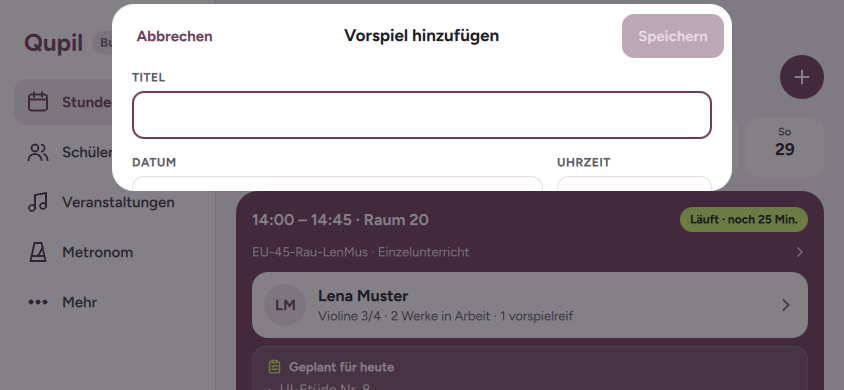 Qupil
Abbrechen
Vorspiel hinzufügen
Speichern
TITEL
DATUM
UHRZEIT
Stunde
Schüler
Veranstaltungen
Metronom
Mehr
So
29
14:00 – 14:45 · Raum 20
Läuft · noch 25 Min.
EU-45-Rau-LenMus · Einzelunterricht
LM
Lena Muster
Violine 3/4 · 2 Werke in Arbeit · 1 vorspielreif
Geplant für heute